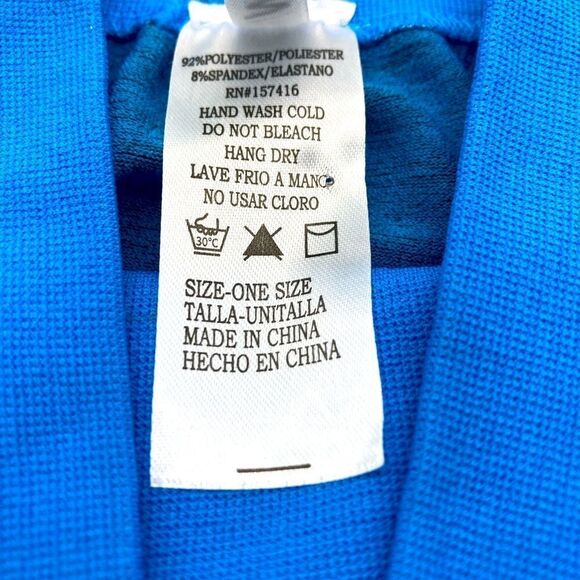 92%POLYESTER/POLIESTER
8%SPANDEX/ELASTANO
RN#157416
HAND WASH COLD
DO NOT BLEACH
HANG DRY
LAVE FRIO A MANO
NO USAR CLORO
30°C
SIZE-ONE SIZE
TALLA-UNITALLA
MADE IN CHINA
HECHO EN CHINA